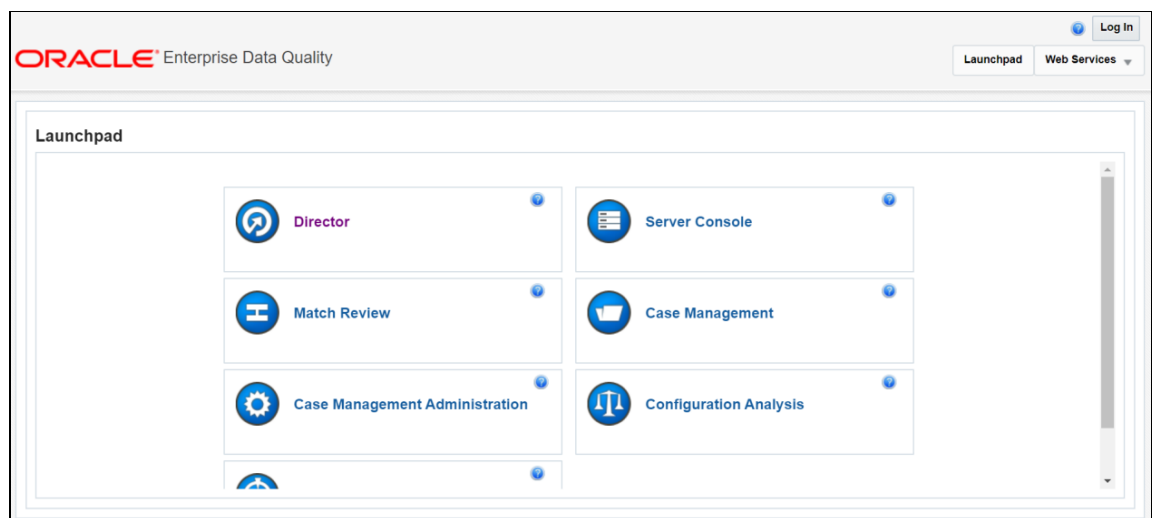 Log In
ORACLE® Enterprise Data Quality
Launchpad Web Services
Launchpad
Director Server Console
Match Review Case Management
Case Management Administration Configuration Analysis